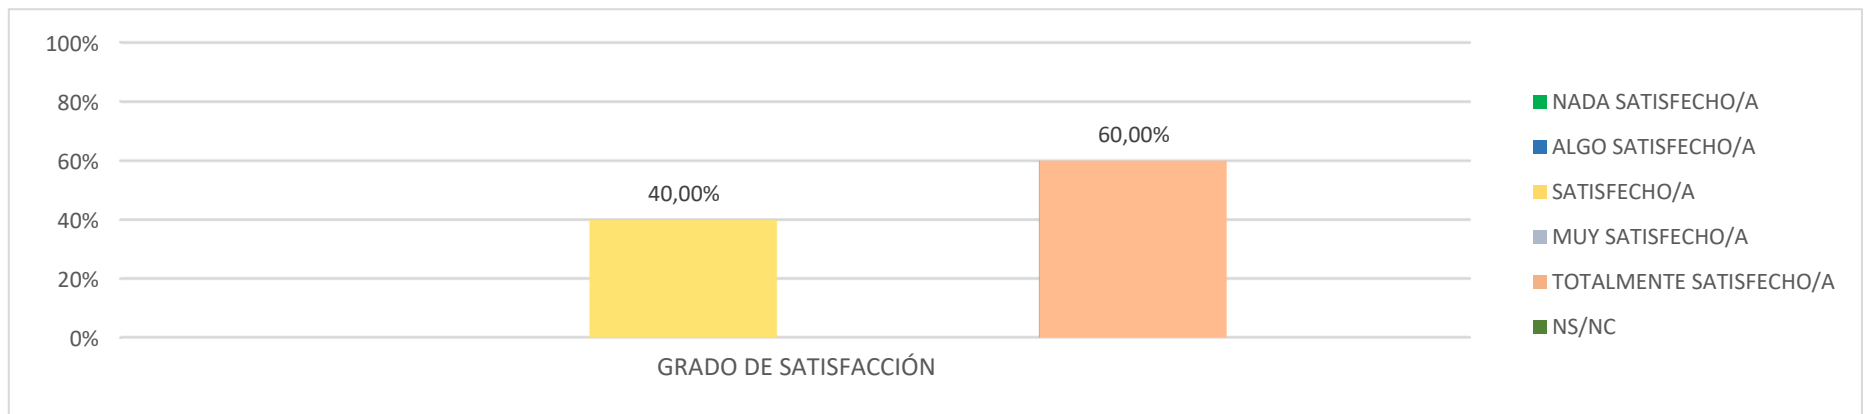 100%
80%
60%
40%
20%
0%
40,00%
60,00%
GRADO DE SATISFACCIÓN
NADA SATISFECHO/A
ALGO SATISFECHO/A
SATISFECHO/A
MUY SATISFECHO/A
TOTALMENTE SATISFECHO/A
NS/NC